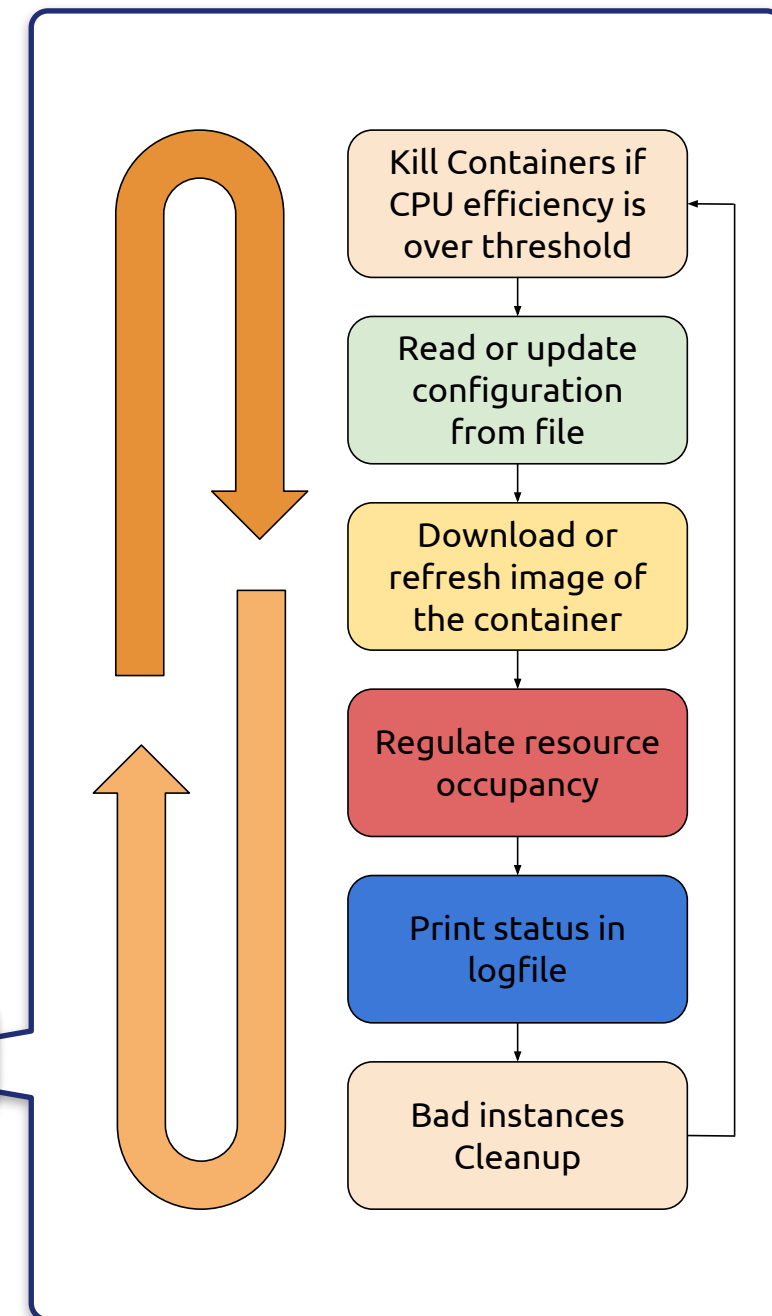 Kill Containers if
CPU efficiency is
over threshold
Read or update
configuration
from file
Download or
refresh image of
the container
Regulate resource
occupancy
Print status in
logfile
Bad instances
Cleanup